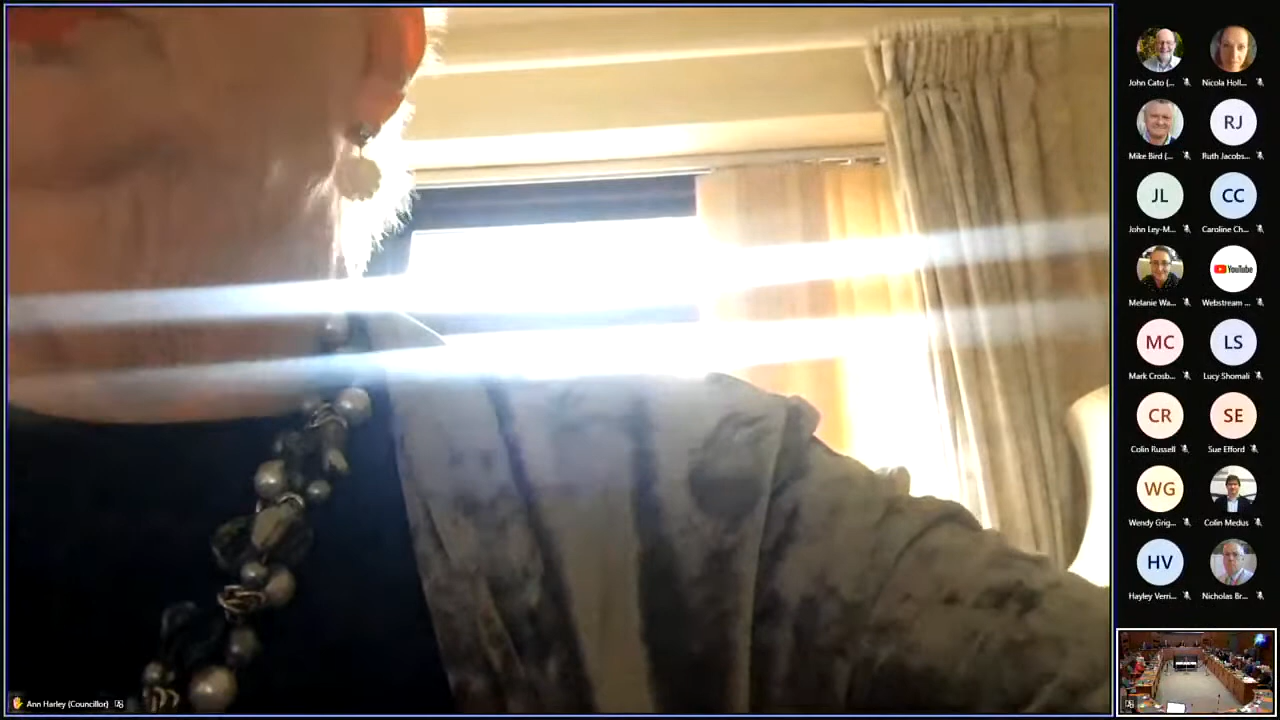 John Cato (...
Nicola Holl...
Mike Bird (...
RJ
Ruth Jacobs...
JL
John Ley-M...
CC
Caroline Ch...
Melanie Wa...
YouTube
Webstream ...
MC
Mark Crosb...
LS
Lucy Shomali
CR
Colin Russell
SE
Sue Efford
WG
Wendy Grig...
Colin Medus
HV
Hayley Verri...
Nicholas Br...
Ann Harley (Councillor)